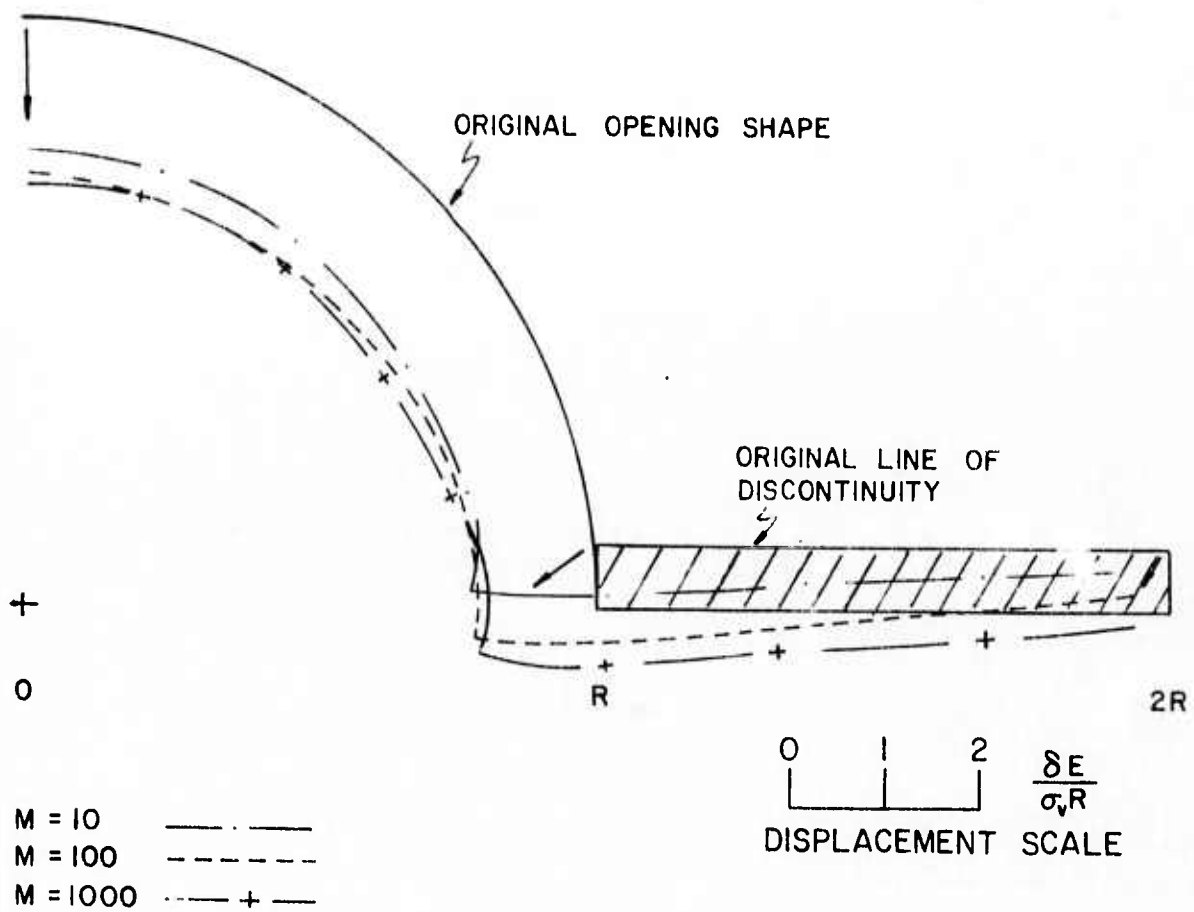 ORIGINAL OPENING SHAPE
ORIGINAL LINE OF
DISCONTINUITY
O
R
2R
0 1 2
δE
σvR
DISPLACEMENT SCALE
M = 10
M = 100
M = 1000